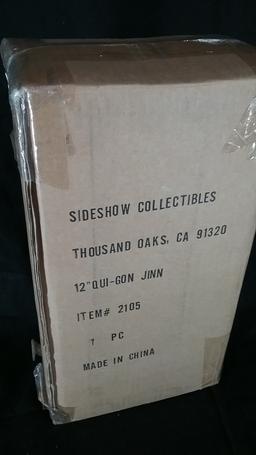 SIDESHOW COLLECTIBLES
THOUSAND OAKS, CA 91320
12"QUI-GON JINN
ITEM# 2105
1 PC
MADE IN CHINA